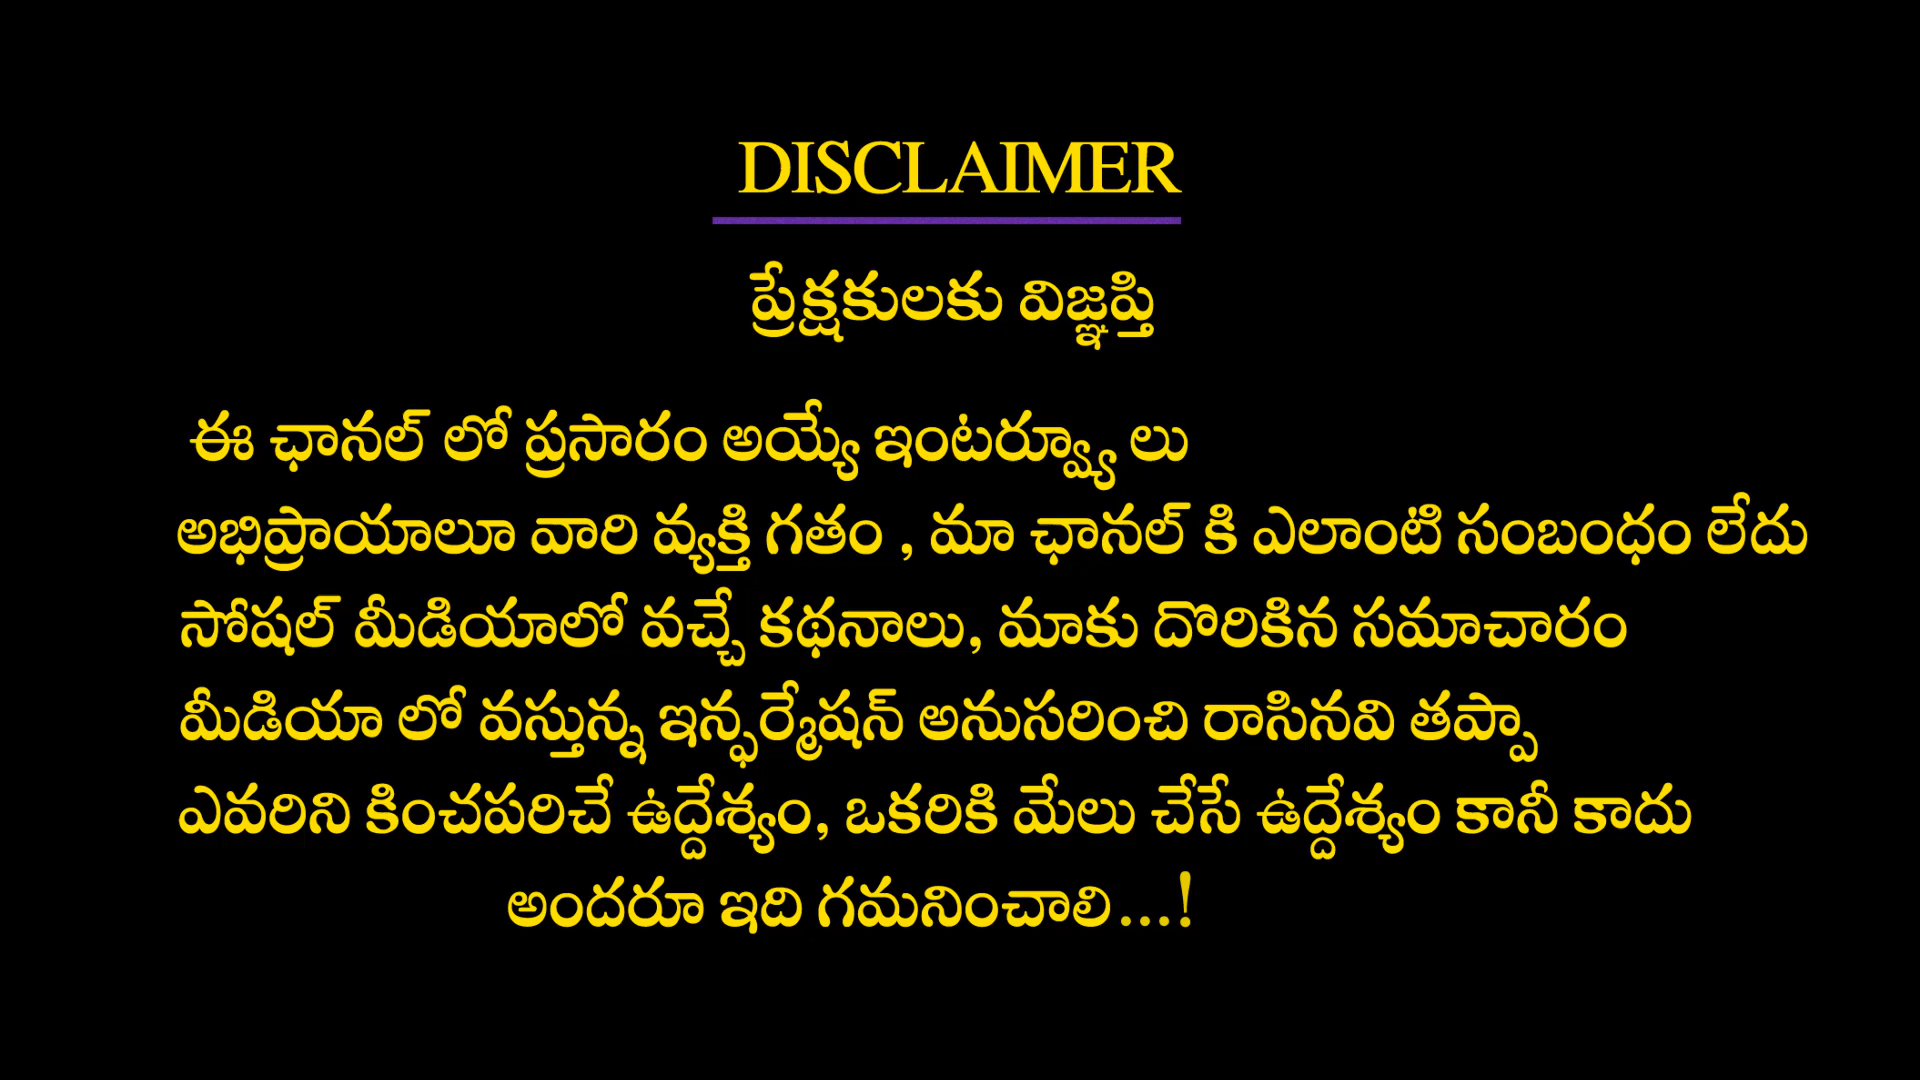 DISCLAIMER
ప్రేక్షకులకు విజ్ఞప్తి
ఈ ఛానల్ లో ప్రసారం అయ్యే ఇంటర్వ్యూ లు
అభిప్రాయాలూ వారి వ్యక్తి గతం , మా ఛానల్ కి ఎలాంటి సంబంధం లేదు
సోషల్ మీడియాలో వచ్చే కథనాలు, మాకు దొరికిన సమాచారం
మీడియా లో వస్తున్న ఇన్ఫర్మేషన్ అనుసరించి రాసినవి తప్పా
ఎవరిని కించపరిచే ఉద్దేశ్యం, ఒకరికి మేలు చేసే ఉద్దేశ్యం కానీ కాదు
అందరూ ఇది గమనించాలి...!